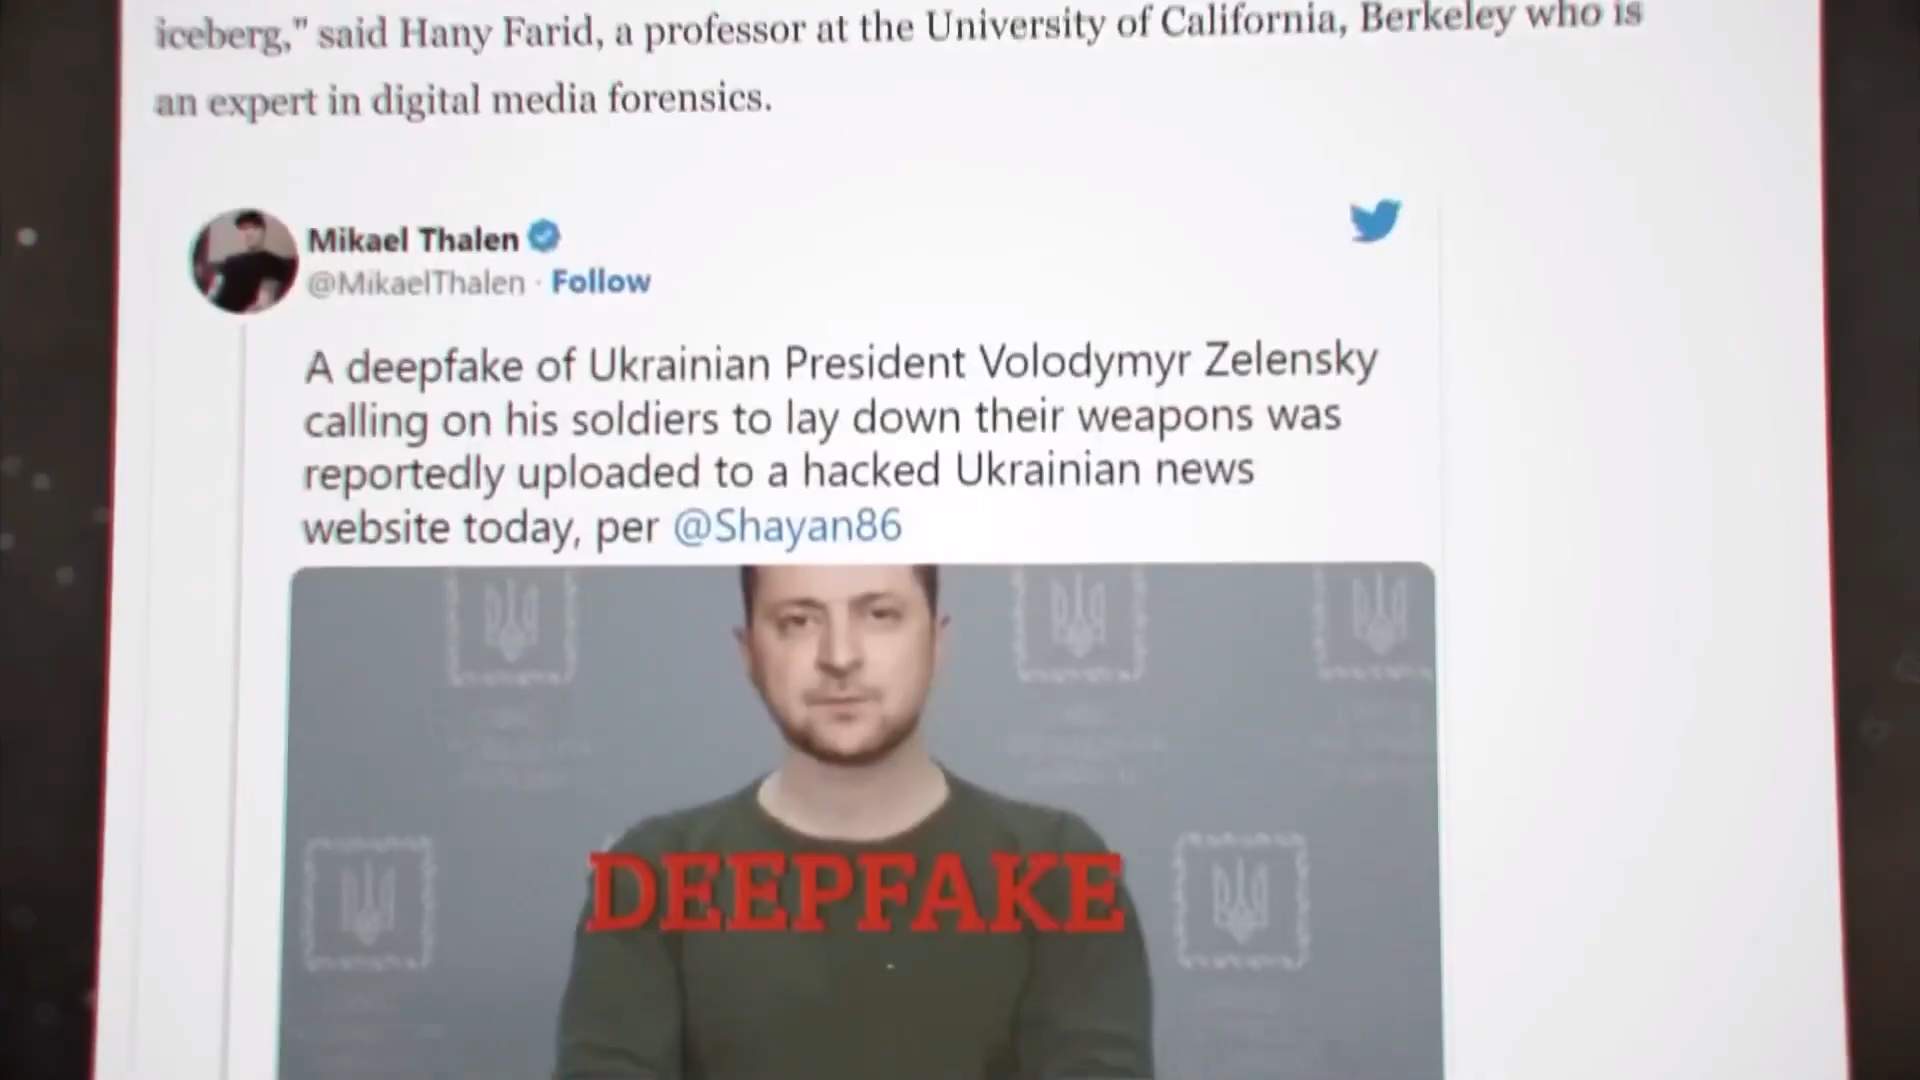 iceberg," said Hany Farid, a professor at the University of California, Berkeley who is
an expert in digital media forensics.
Mikael Thalen
@MikaelThalen · Follow
A deepfake of Ukrainian President Volodymyr Zelensky
calling on his soldiers to lay down their weapons was
reportedly uploaded to a hacked Ukrainian news
website today, per @Shayan86
DEEPFAKE